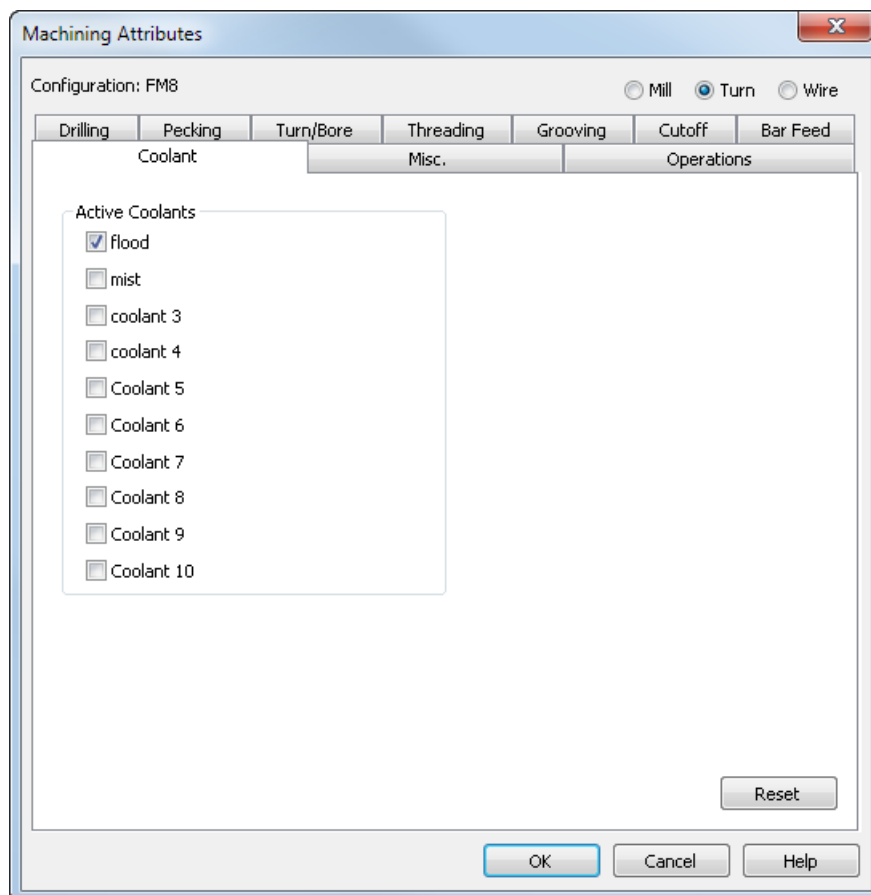 Machining Attributes
Configuration: FM8
Mill Turn Wire
Drilling Pecking Turn/Bore Threading Grooving Cutoff Bar Feed
Coolant Misc. Operations
Active Coolants
flood
mist
coolant 3
coolant 4
Coolant 5
Coolant 6
Coolant 7
Coolant 8
Coolant 9
Coolant 10
Reset
OK Cancel Help